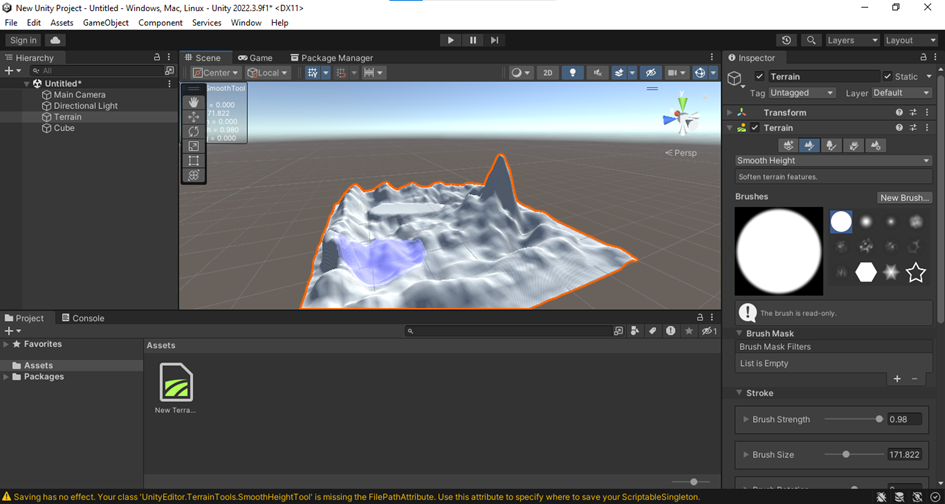 New Unity Project - Untitled - Windows, Mac, Linux - Unity 2022.3.9f1* <DX11>
File Edit Assets GameObject Component Services Window Help
Sign in
Layers Layout
Hierarchy
All
Untitled*
Main Camera
Directional Light
Terrain
Cube
Scene Game Package Manager
Center Local 2D
SmoothTool
= 0.000
71.822
= 0.000
= 0.980
= 0.000
y
Persp
Inspector
Terrain Static
Tag Untagged Layer Default
Transform
Terrain
Smooth Height
Soften terrain features.
Brushes New Brush...
The brush is read-only.
Brush Mask
Brush Mask Filters
List is Empty
+ −
Stroke
Brush Strength 0.98
Brush Size 171.822
Project Console
1
Favorites
Assets
Packages
Assets
New Terra...
Saving has no effect. Your class 'UnityEditor.TerrainTools.SmoothHeightTool' is missing the FilePathAttribute. Use this attribute to specify where to save your ScriptableSingleton.